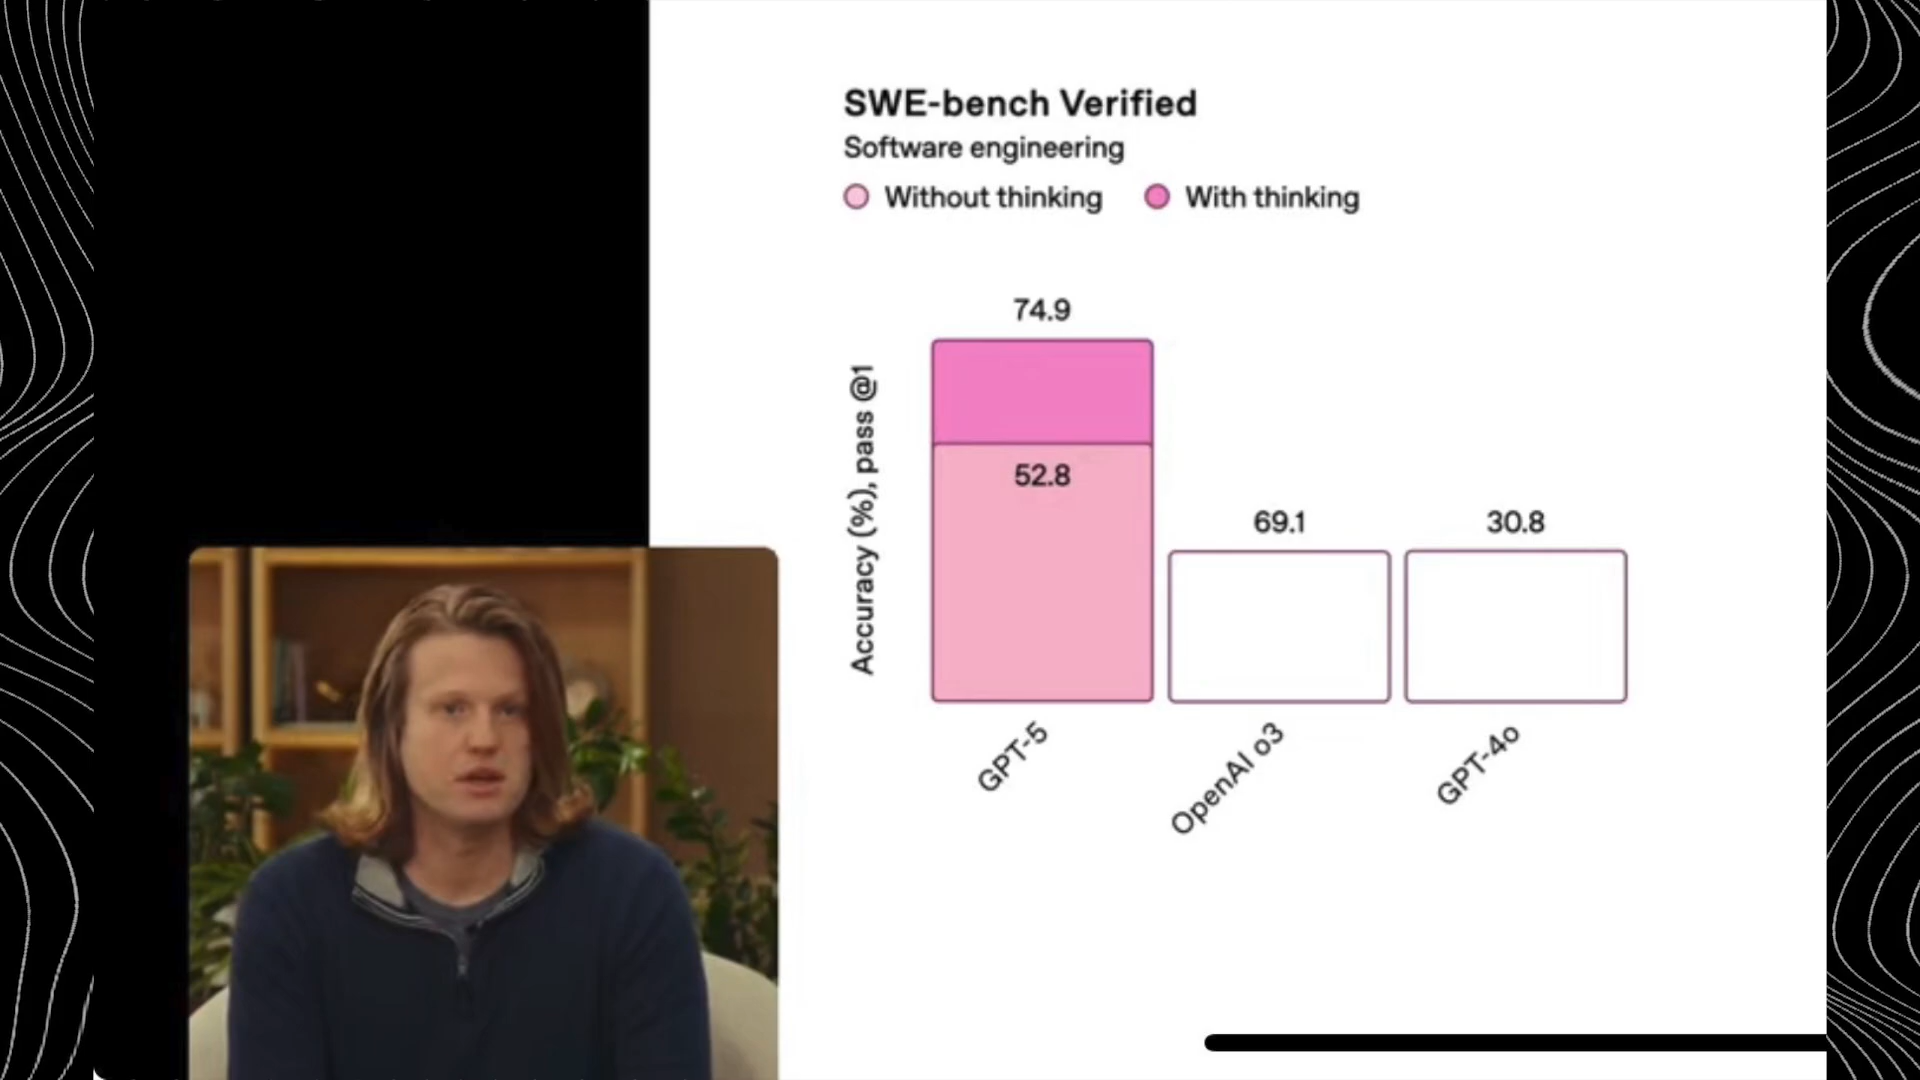 SWE-bench Verified
Software engineering
Without thinking
With thinking
74.9
Accuracy (%), pass @1
52.8
69.1
30.8
GPT-5
OpenAI o3
GPT-4o